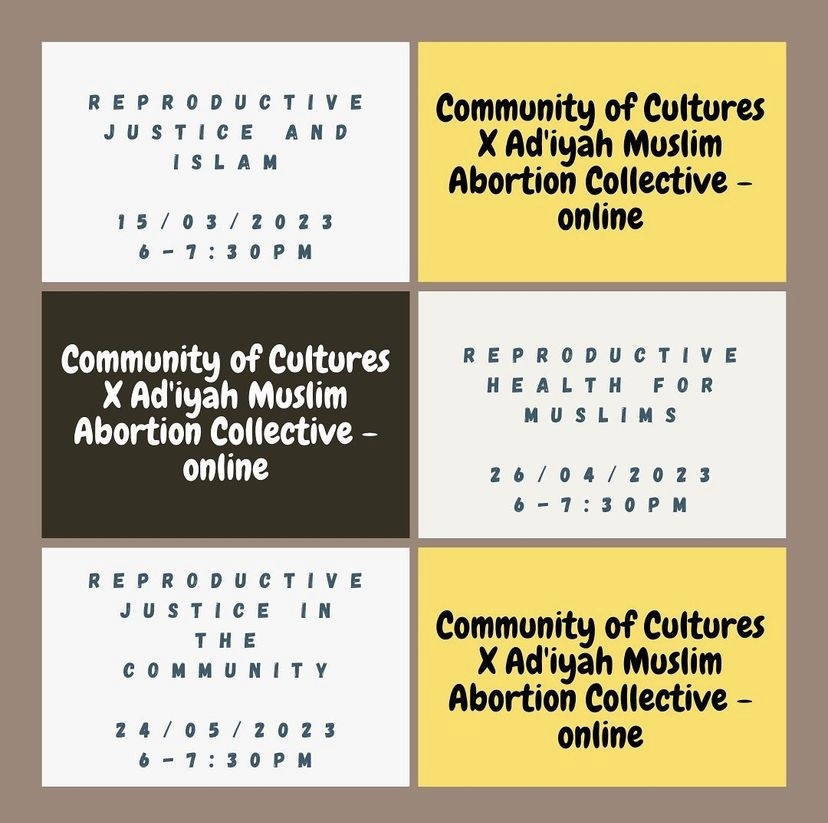 REPRODUCTIVE
JUSTICE AND
ISLAM
15/03/2023
6-7:30PM
Community of Cultures
X Ad'iyah Muslim
Abortion Collective -
online
Community of Cultures
X Ad'iyah Muslim
Abortion Collective -
online
REPRODUCTIVE
HEALTH FOR
MUSLIMS
26/04/2023
6-7:30PM
REPRODUCTIVE
JUSTICE IN
THE
COMMUNITY
24/05/2023
6-7:30PM
Community of Cultures
X Ad'iyah Muslim
Abortion Collective -
online